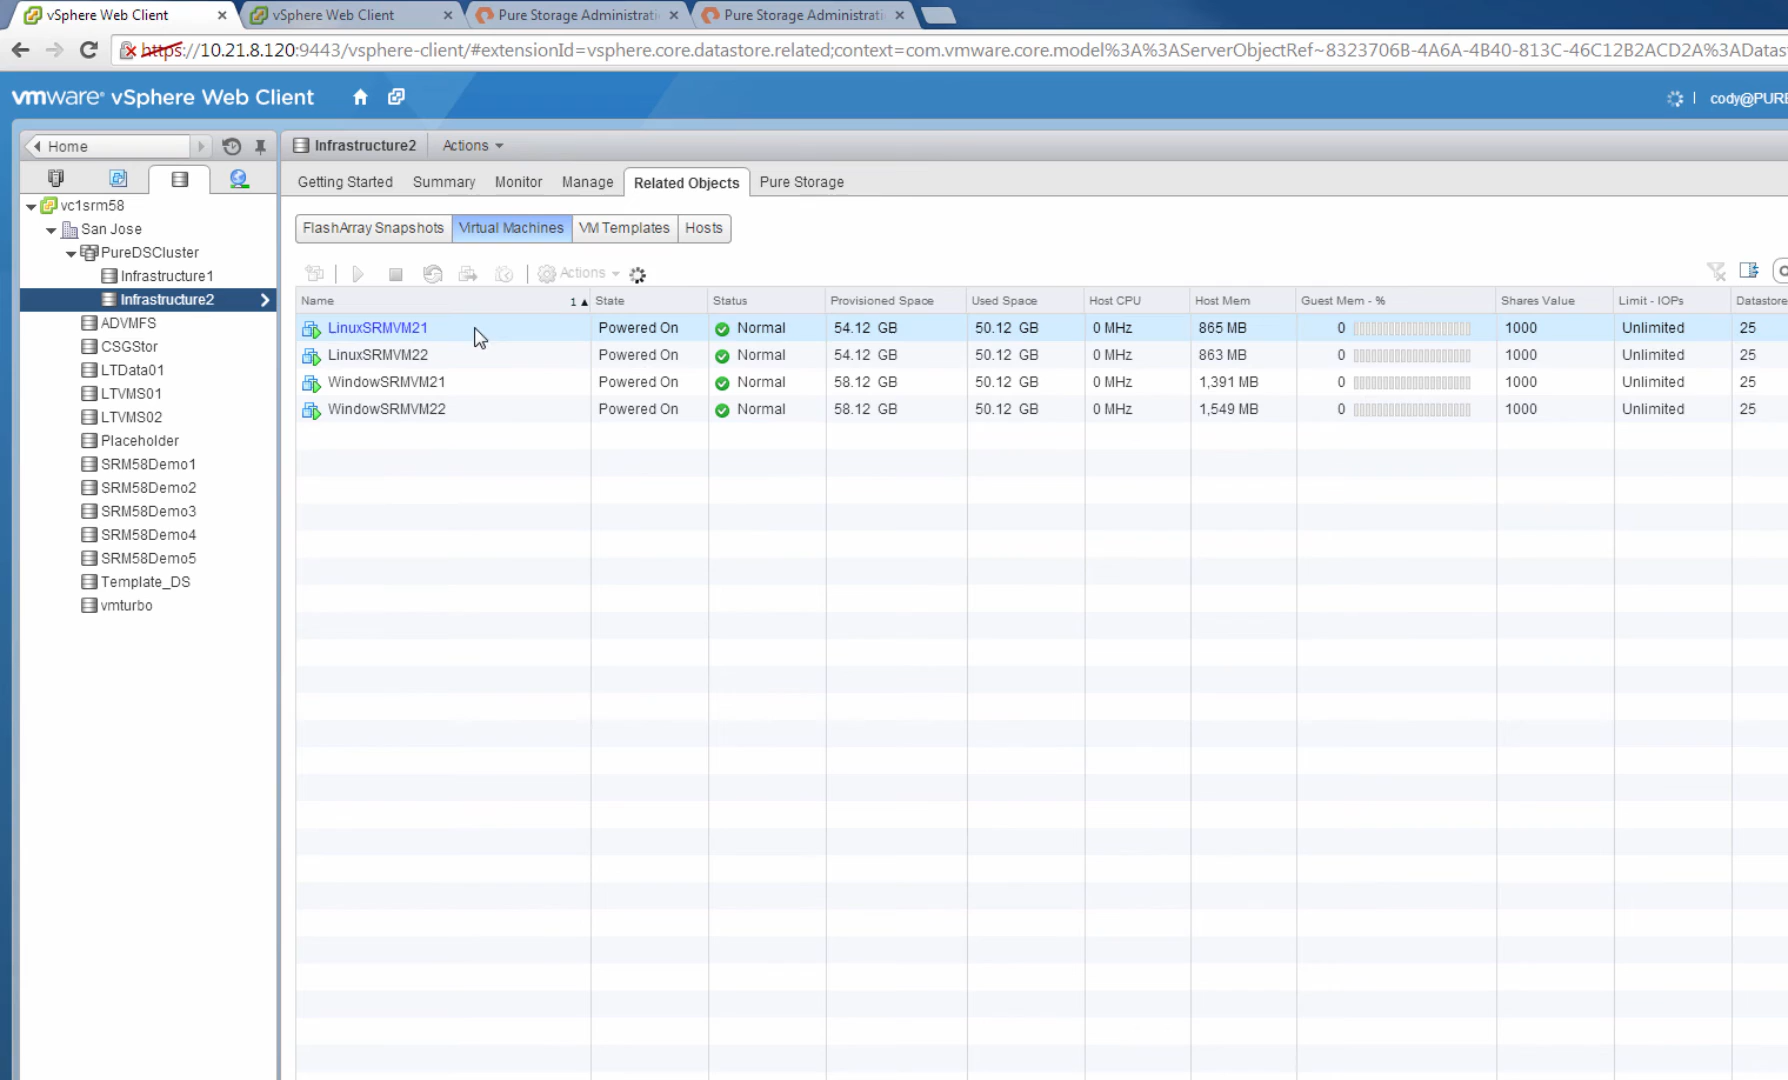 vSphere Web Client
vSphere Web Client
Pure Storage Administrati
Pure Storage Administrati
https://10.21.8.120:9443/vsphere-client/#extensionId=vsphere.core.datastore.related;context=com.vmware.core.model%3A%3AServerObjectRef~8323706B-4A6A-4B40-813C-46C12B2ACD2A%3ADatas
vmware® vSphere Web Client
cody@PURE
Home
Infrastructure2 Actions
Getting Started Summary Monitor Manage Related Objects Pure Storage
vc1srm58
San Jose
PureDSCluster
Infrastructure1
Infrastructure2
ADVMFS
CSGStor
LTData01
LTVMS01
LTVMS02
Placeholder
SRM58Demo1
SRM58Demo2
SRM58Demo3
SRM58Demo4
SRM58Demo5
Template_DS
vmturbo
FlashArray Snapshots Virtual Machines VM Templates Hosts
Actions
Name 1 State Status Provisioned Space Used Space Host CPU Host Mem Guest Mem - % Shares Value Limit - IOPs Datastore
LinuxSRMVM21 Powered On Normal 54.12 GB 50.12 GB 0 MHz 865 MB 0 1000 Unlimited 25
LinuxSRMVM22 Powered On Normal 54.12 GB 50.12 GB 0 MHz 863 MB 0 1000 Unlimited 25
WindowSRMVM21 Powered On Normal 58.12 GB 50.12 GB 0 MHz 1,391 MB 0 1000 Unlimited 25
WindowSRMVM22 Powered On Normal 58.12 GB 50.12 GB 0 MHz 1,549 MB 0 1000 Unlimited 25